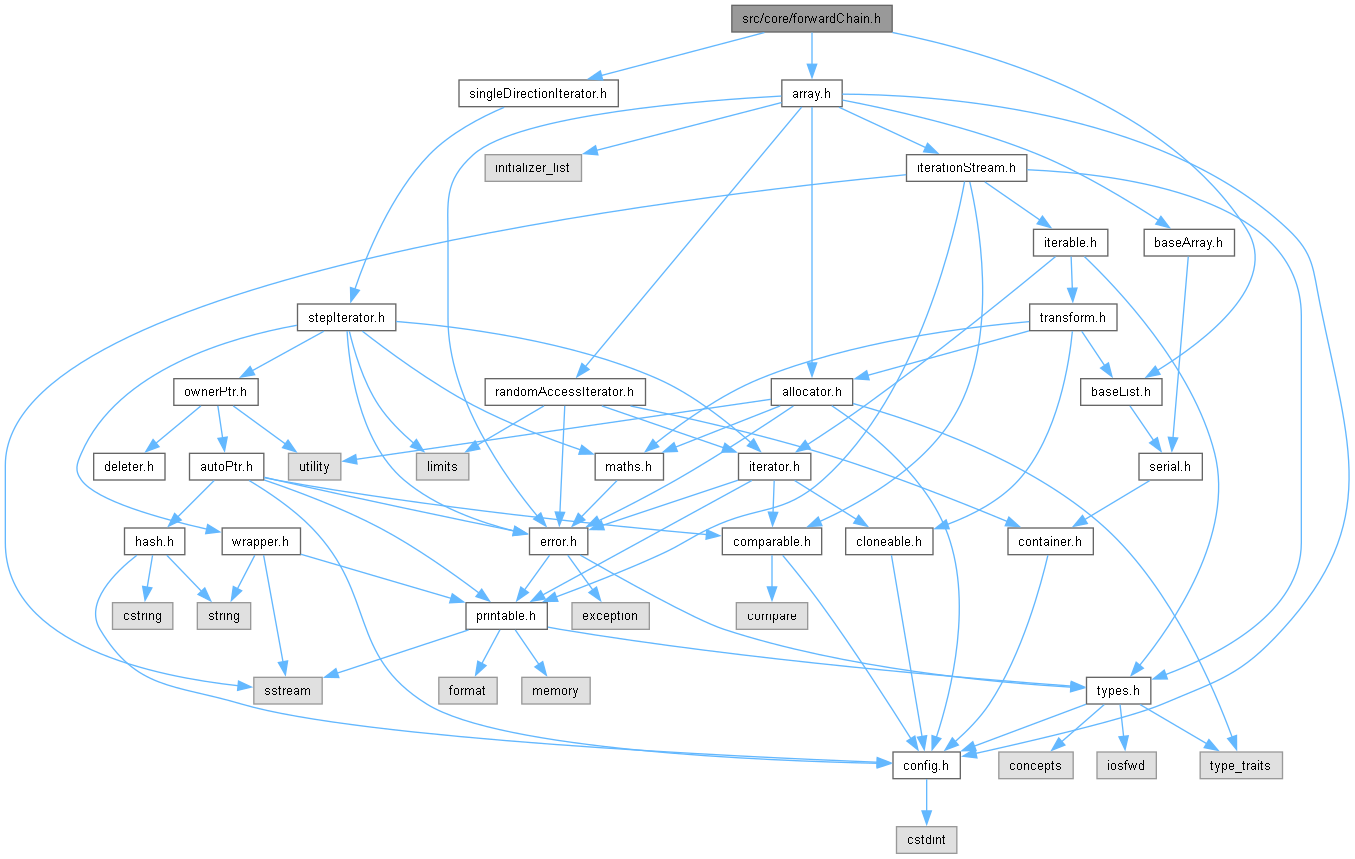 src/core/forwardChain.h
singleDirectionIterator.h
array.h
initializer_list
iterationStream.h
iterable.h
baseArray.h
stepIterator.h
transform.h
ownerPtr.h
randomAccessIterator.h
allocator.h
baseList.h
deleter.h
autoPtr.h
utility
limits
maths.h
iterator.h
serial.h
hash.h
wrapper.h
error.h
comparable.h
cloneable.h
container.h
cstring
string
printable.h
exception
compare
sstream
format
memory
types.h
config.h
concepts
iosfwd
type_traits
cstdint